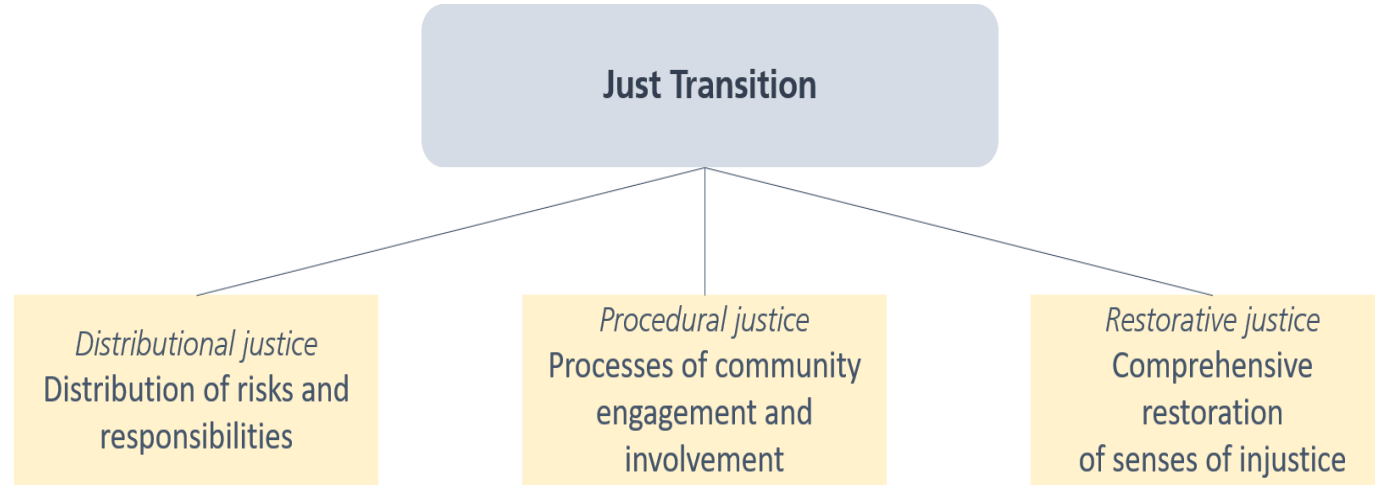 Just Transition
Distributional justice
Distribution of risks and
responsibilities
Procedural justice
Processes of community
engagement and
involvement
Restorative justice
Comprehensive
restoration
of senses of injustice